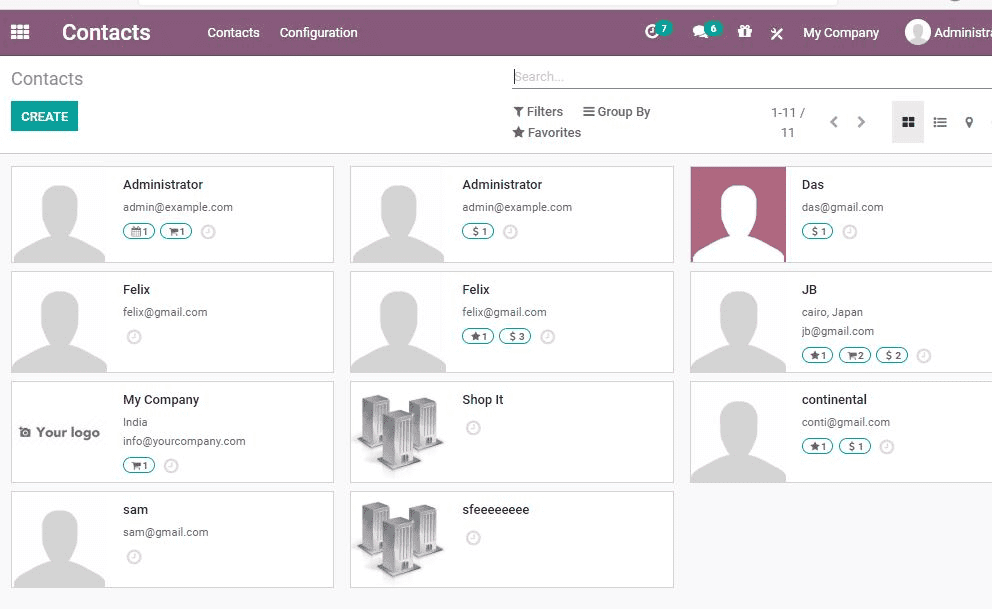 Contacts Contacts Configuration 7 6 My Company Administra
Contacts
Search...
CREATE
Filters Group By
Favorites
1-11 /
11
Administrator
admin@example.com
1 1
Administrator
admin@example.com
$ 1
Das
das@gmail.com
$ 1
Felix
felix@gmail.com
Felix
felix@gmail.com
1 $ 3
JB
cairo, Japan
jb@gmail.com
1 2 $ 2
My Company
India
info@yourcompany.com
1
Your logo
Shop It
continental
conti@gmail.com
1 $ 1
sam
sam@gmail.com
sfeeeeeeee